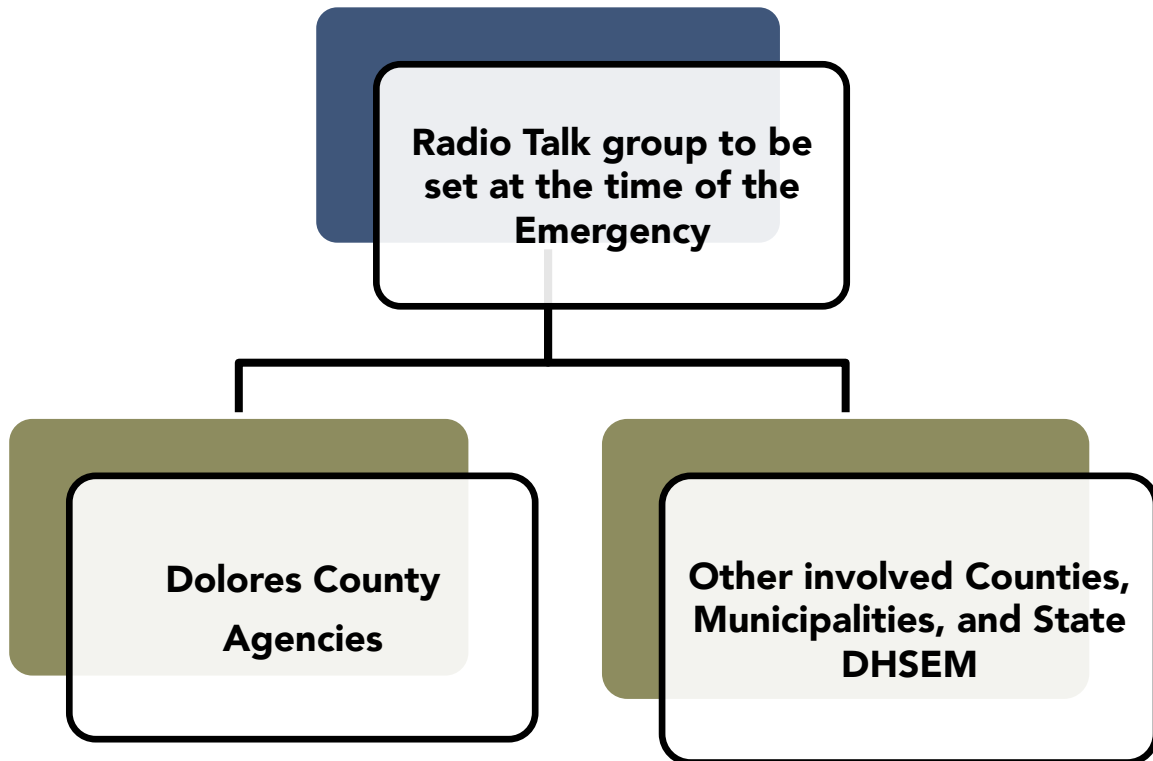 Radio Talk group to be
set at the time of the
Emergency
Dolores County
Agencies
Other involved Counties,
Municipalities, and State
DHSEM